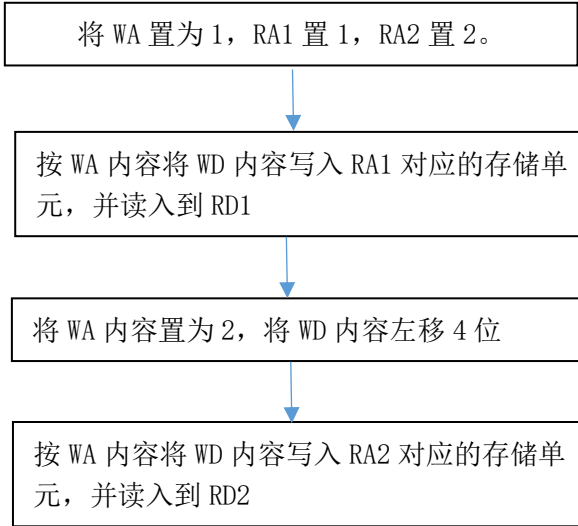 将 WA 置为 1，RA1 置 1，RA2 置 2。
按 WA 内容将 WD 内容写入 RA1 对应的存储单
元，并读入到 RD1
将 WA 内容置为 2，将 WD 内容左移 4 位
按 WA 内容将 WD 内容写入 RA2 对应的存储单
元，并读入到 RD2